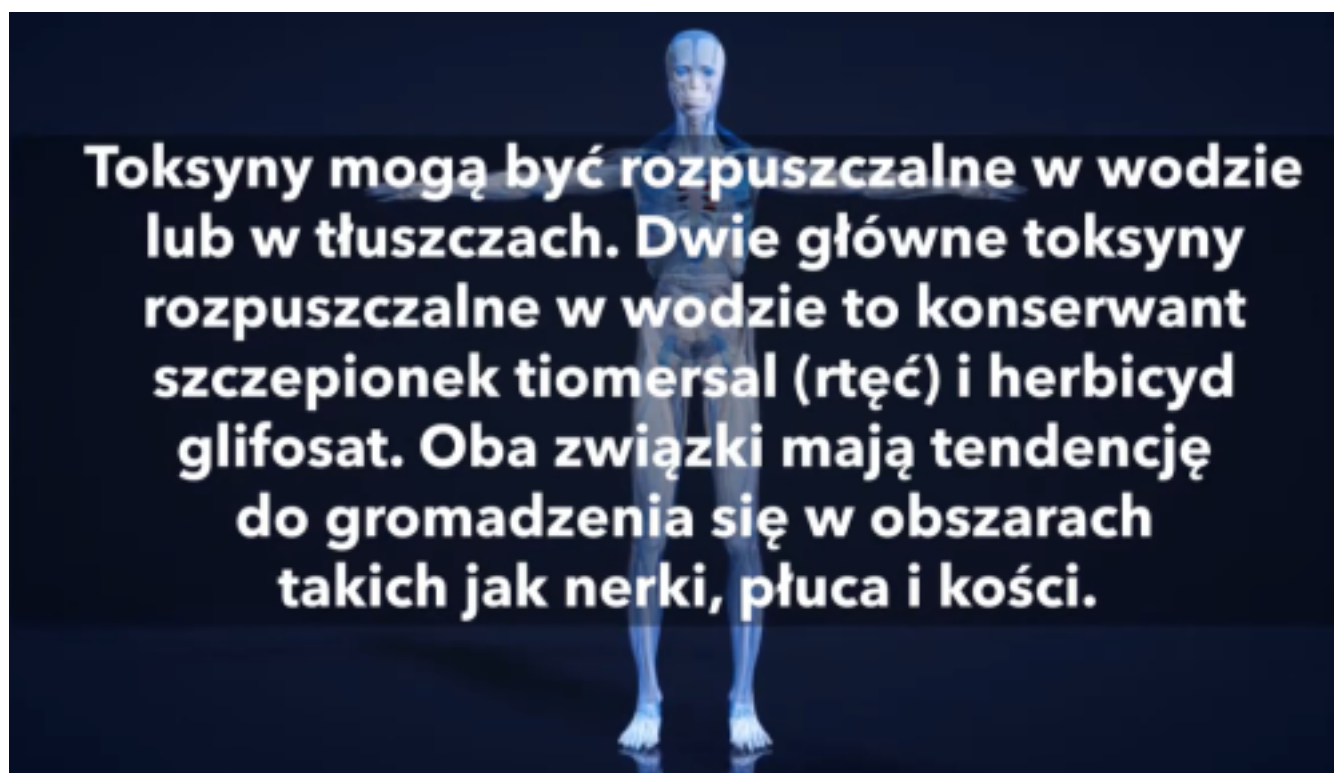 Toksyny mogą być rozpuszczalne w wodzie
lub w tłuszczach. Dwie główne toksyny
rozpuszczalne w wodzie to konserwant
szczepionek tiomersal (rtęć) i herbicyd
glifosat. Oba związki mają tendencję
do gromadzenia się w obszarach
takich jak nerki, płuca i kości.